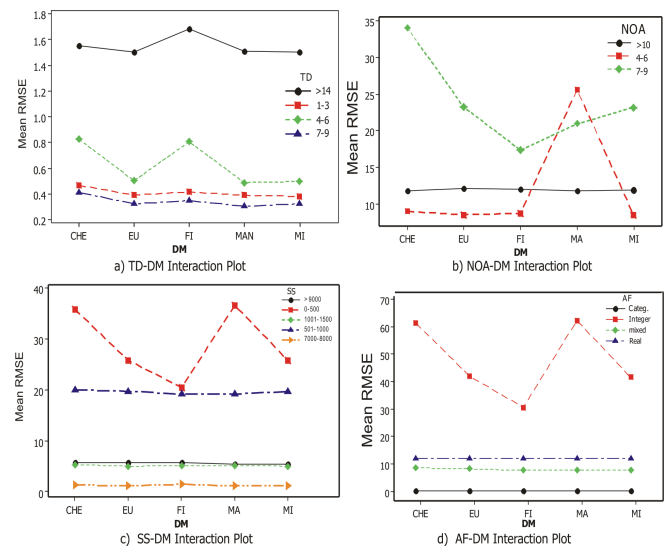 1.8
1.6
1.4
1.2
1.0
0.8
0.6
0.4
0.2
Mean RMSE
TD
>14
1-3
4-6
7-9
CHE EU FI MAN MI
DM
a) TD-DM Interaction Plot
35
30
25
20
15
10
Mean RMSE
NOA
>10
4-6
7-9
CHE EU FI MA MI
DM
b) NOA-DM Interaction Plot
40
30
20
10
0
Mean RMSE
SS
> 9000
0-500
1001-1500
501-1000
7000-8000
CHE EU FI MA MI
DM
c) SS-DM Interaction Plot
70
60
50
40
30
20
10
0
Mean RMSE
AF
Categ.
Integer
mixed
Real
CHE EU FI MA MI
DM
d) AF-DM Interaction Plot